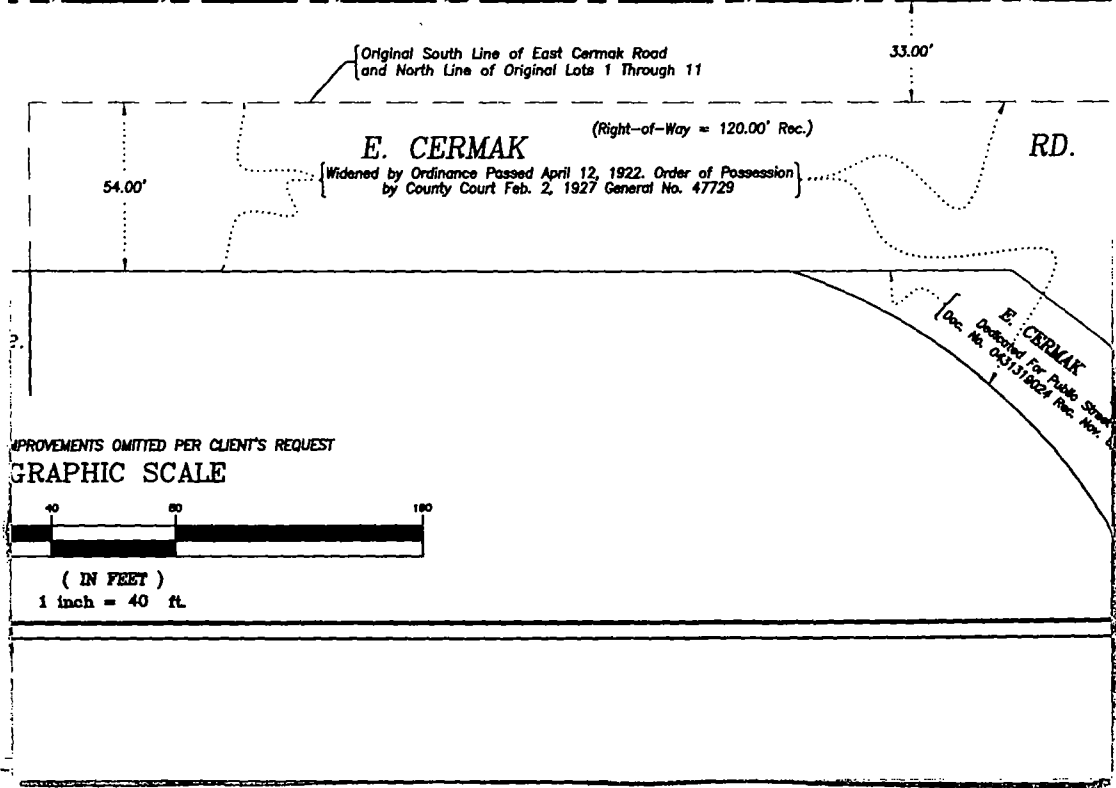 33.00'
Original South Line of East Cermak Road
and North Line of Original Lots 1 Through 11
(Right-of-Way = 120.00' Rec.)
E. CERMAK RD.
54.00'
Widened by Ordinance Passed April 12, 1922. Order of Possession
by County Court Feb. 2, 1927 General No. 47729
E. CERMAK
Dedicated For Public Street
Doc. No. 0431319024 Rec. Nov.
MPROVEMENTS OMITTED PER CLIENT'S REQUEST
GRAPHIC SCALE
40 80 160
( IN FEET )
1 inch = 40 ft.